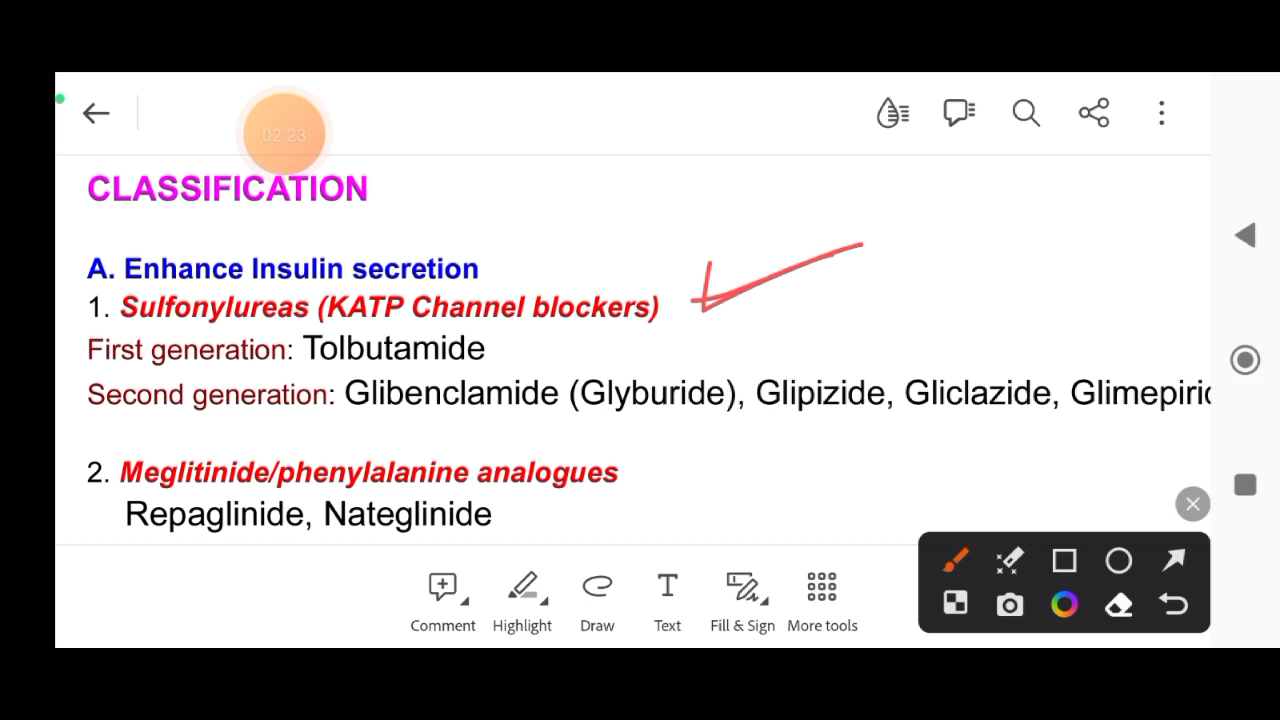 02:23
CLASSIFICATION
A. Enhance Insulin secretion
1. Sulfonylureas (KATP Channel blockers)
First generation: Tolbutamide
Second generation: Glibenclamide (Glyburide), Glipizide, Gliclazide, Glimepiric
2. Meglitinide/phenylalanine analogues
Repaglinide, Nateglinide
Comment Highlight Draw Text Fill & Sign More tools